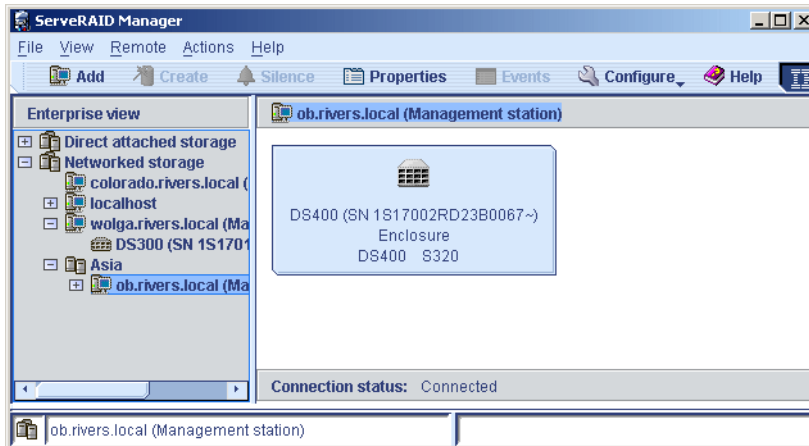 ServeRAID Manager
File View Remote Actions Help
Add Create Silence Properties Events Configure Help
Enterprise view
ob.rivers.local (Management station)
Direct attached storage
Networked storage
colorado.rivers.local (
localhost
wolga.rivers.local (Ma
DS300 (SN 1S1701
Asia
ob.rivers.local (Ma
DS400 (SN 1S17002RD23B0067~)
Enclosure
DS400 S320
Connection status: Connected
ob.rivers.local (Management station)